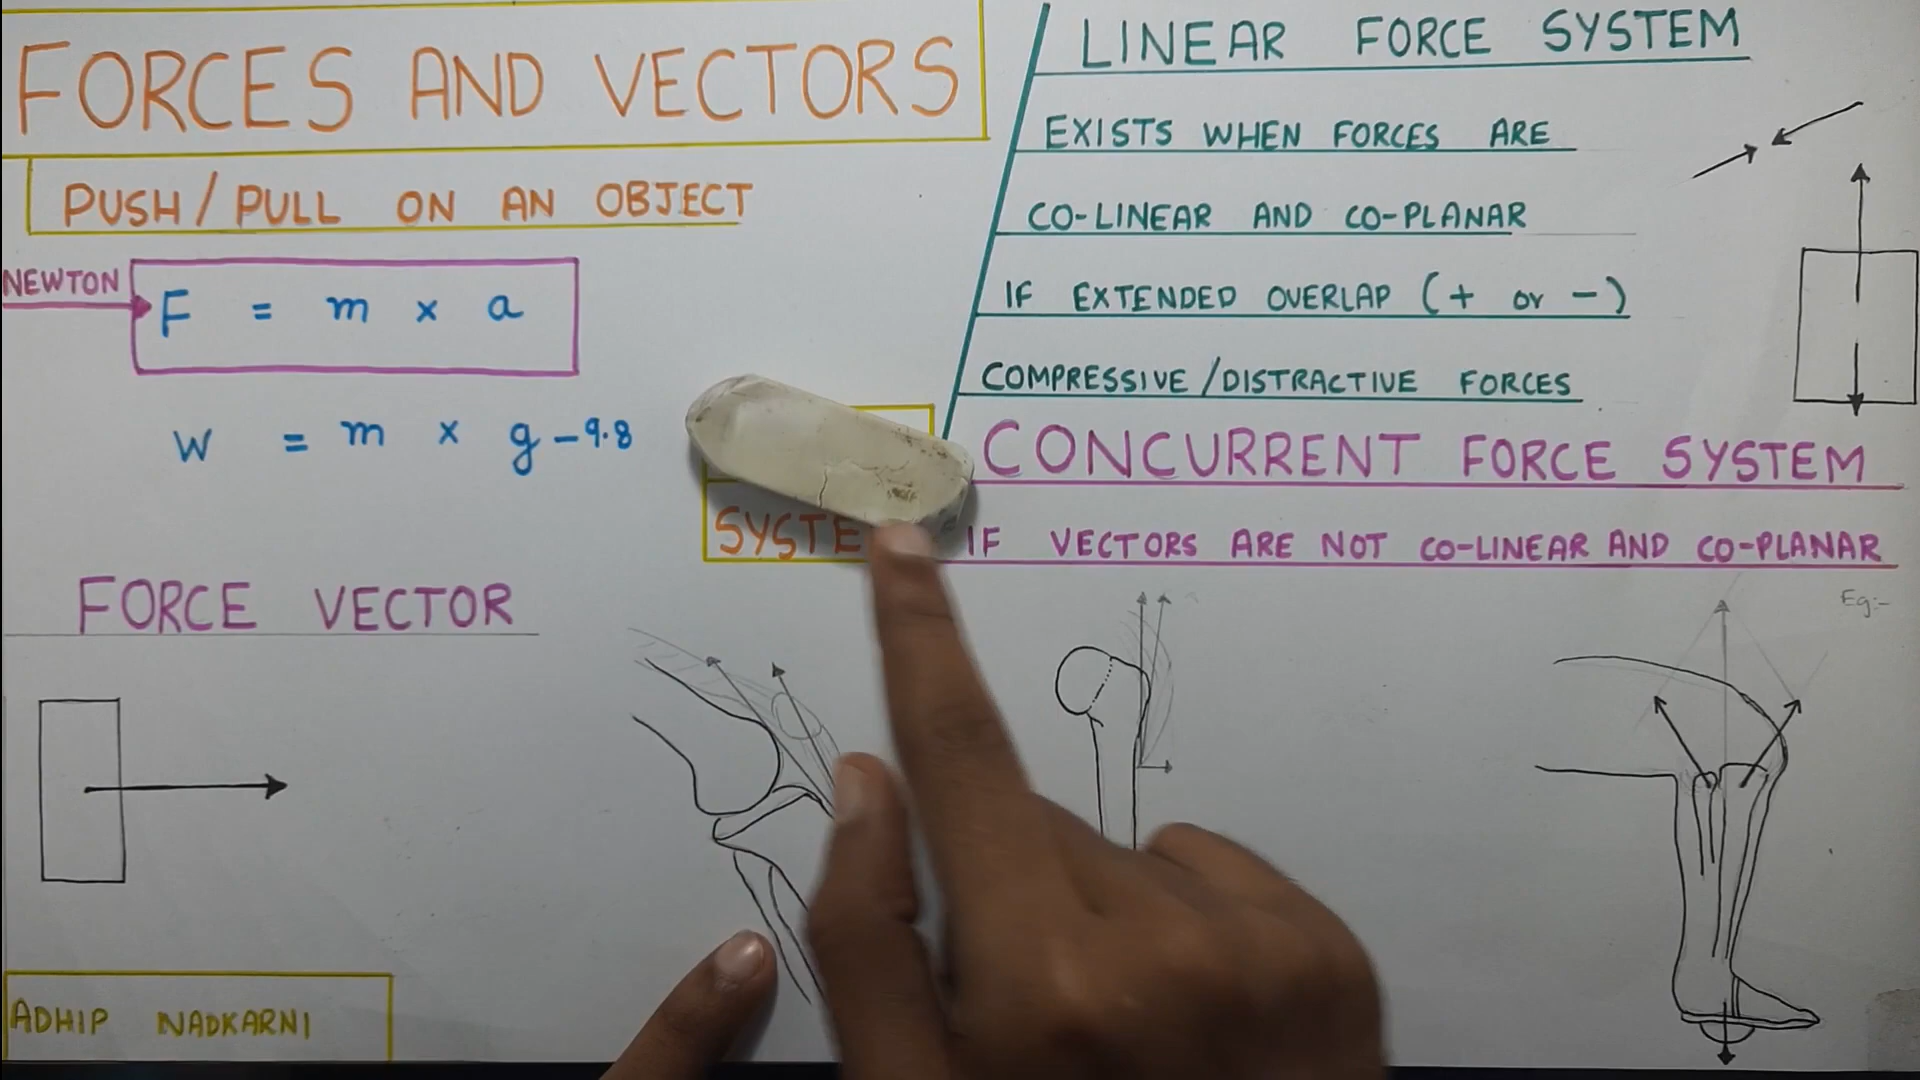 FORCES AND VECTORS
PUSH/PULL ON AN OBJECT
NEWTON
F = m x a
W = m x g - 9.8
SYSTE
FORCE VECTOR
ADHIP NADKARNI
LINEAR FORCE SYSTEM
EXISTS WHEN FORCES ARE
CO-LINEAR AND CO-PLANAR
IF EXTENDED OVERLAP (+ or -)
COMPRESSIVE/DISTRACTIVE FORCES
CONCURRENT FORCE SYSTEM
IF VECTORS ARE NOT CO-LINEAR AND CO-PLANAR
Eg:-